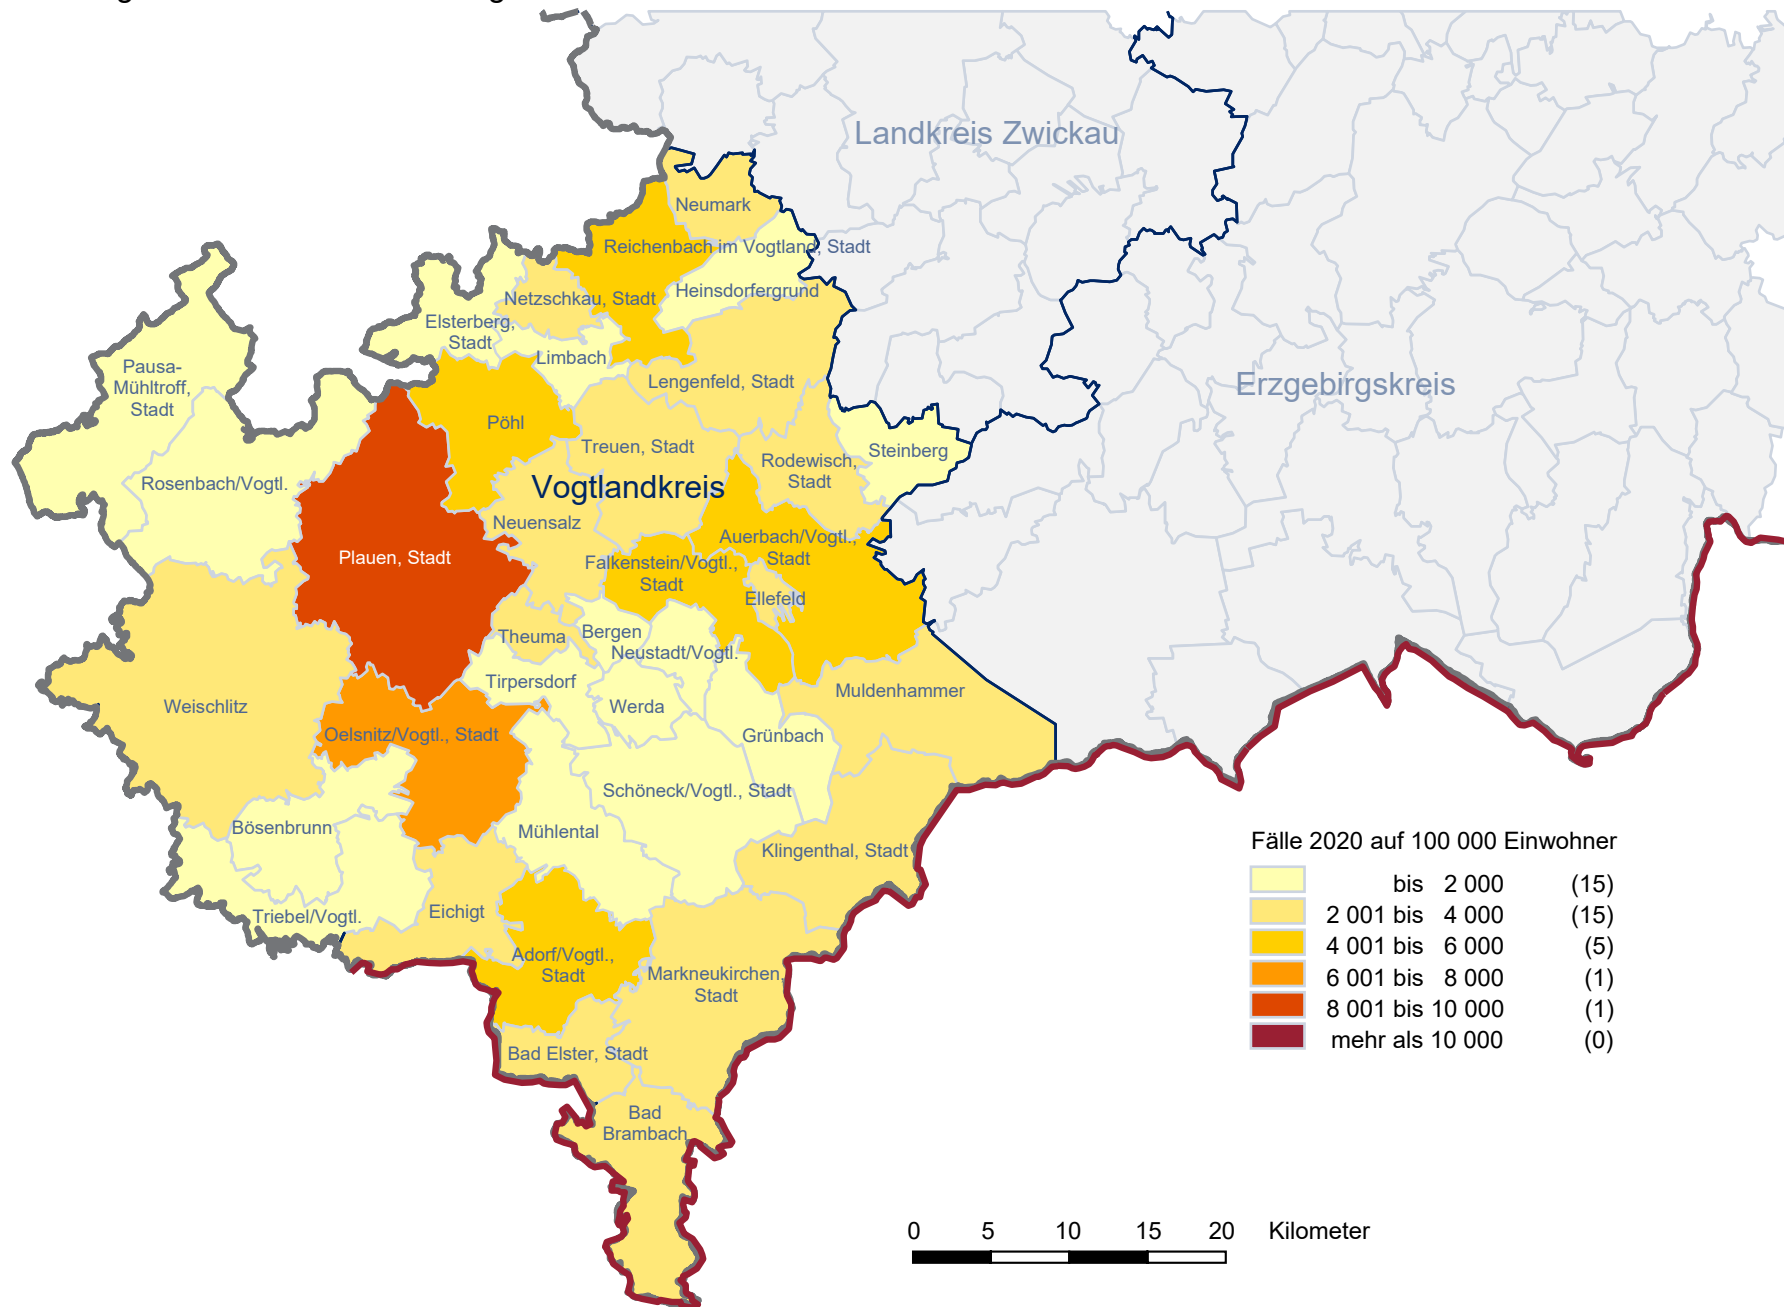 Landkreis Zwickau
Neumark
Reichenbach im Vogtland, Stadt
Heinsdorfergrund
Netzschkau, Stadt
Elsterberg,
Stadt
Limbach
Pausa-
Mühltroff,
Stadt
Lengenfeld, Stadt
Erzgebirgskreis
Pöhl
Treuen, Stadt
Steinberg
Rodewisch,
Stadt
Rosenbach/Vogtl.
Vogtlandkreis
Neuensalz
Auerbach/Vogtl.,
Stadt
Plauen, Stadt
Falkenstein/Vogtl.,
Stadt
Ellefeld
Theuma
Bergen
Neustadt/Vogtl.
Tirpersdorf
Muldenhammer
Weischlitz
Werda
Oelsnitz/Vogtl., Stadt
Grünbach
Schöneck/Vogtl., Stadt
Bösenbrunn
Mühlental
Klingenthal, Stadt
Triebel/Vogtl.
Eichigt
Adorf/Vogtl.,
Stadt
Markneukirchen,
Stadt
Bad Elster, Stadt
Bad
Brambach
Fälle 2020 auf 100 000 Einwohner
bis 2 000 (15)
2 001 bis 4 000 (15)
4 001 bis 6 000 (5)
6 001 bis 8 000 (1)
8 001 bis 10 000 (1)
mehr als 10 000 (0)
0 5 10 15 20 Kilometer